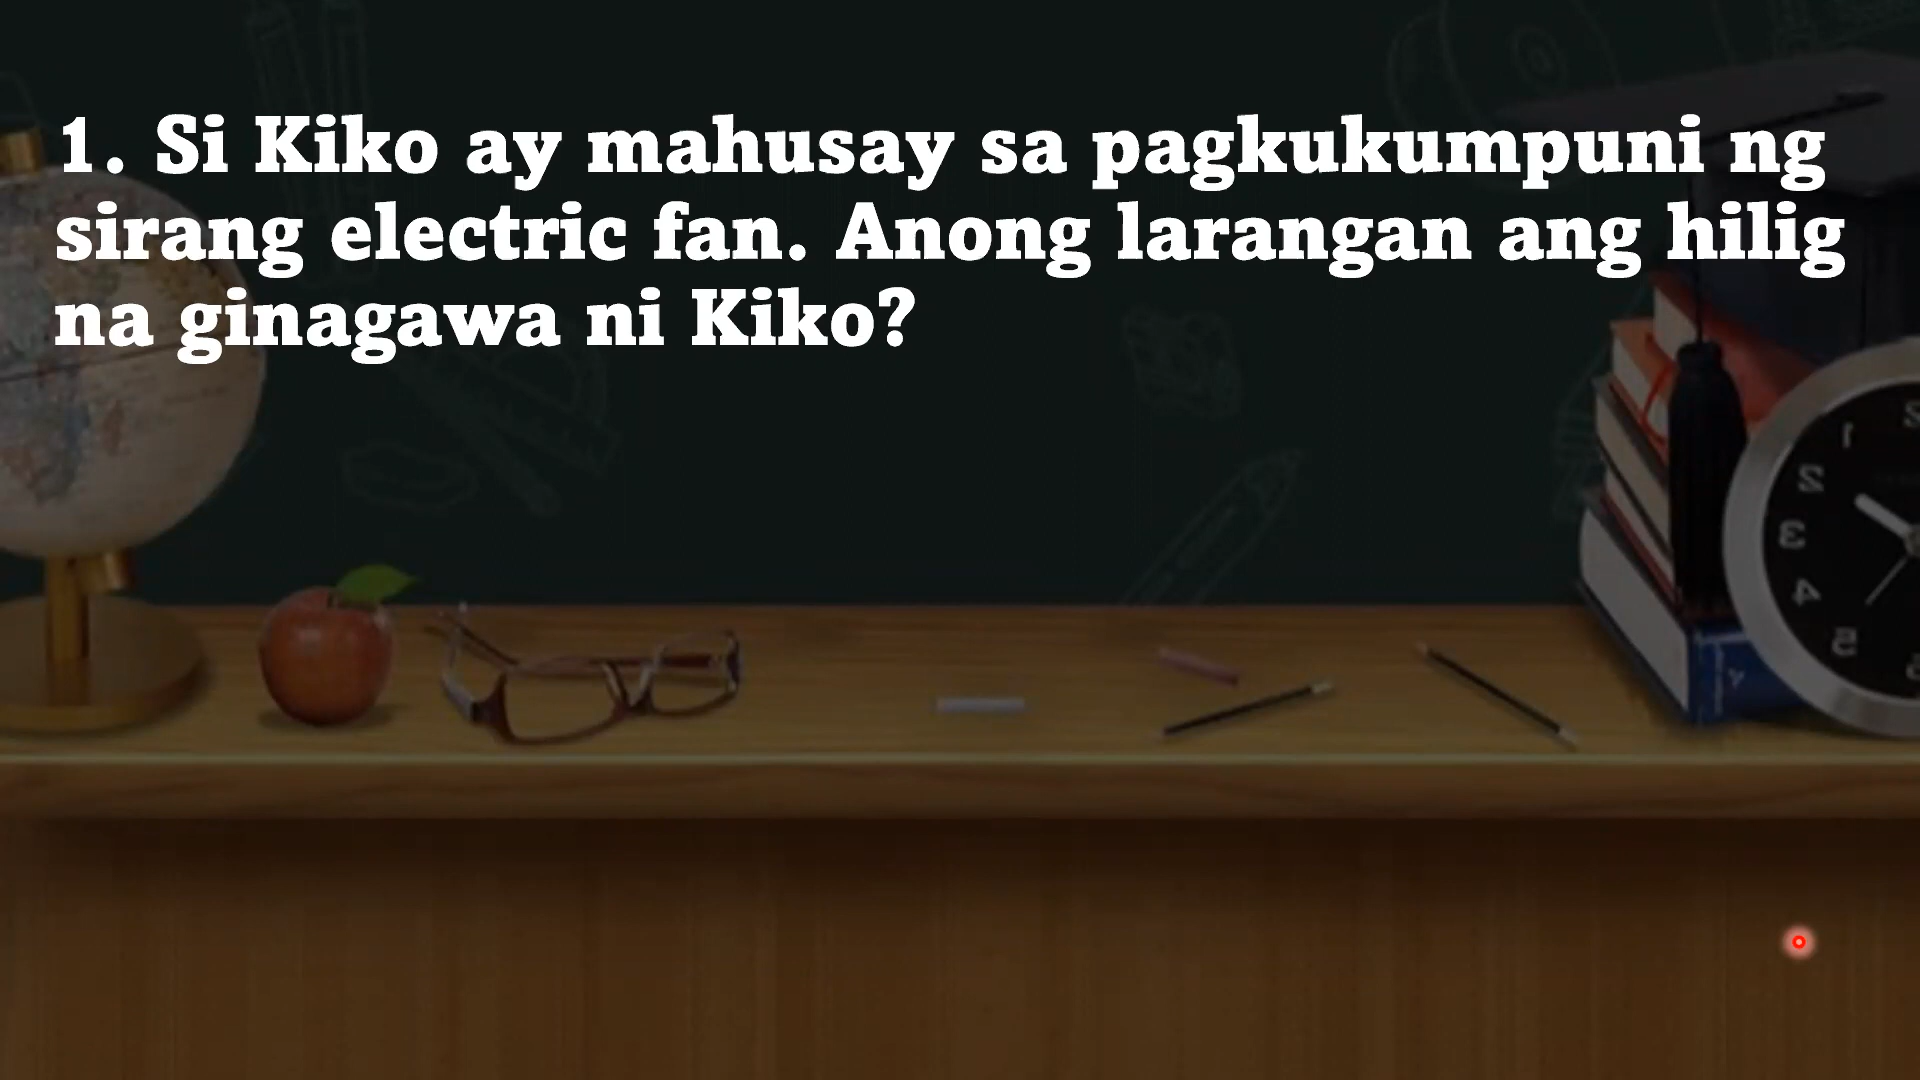 1. Si Kiko ay mahusay sa pagkukumpuni ng
sirang electric fan. Anong larangan ang hilig
na ginagawa ni Kiko?